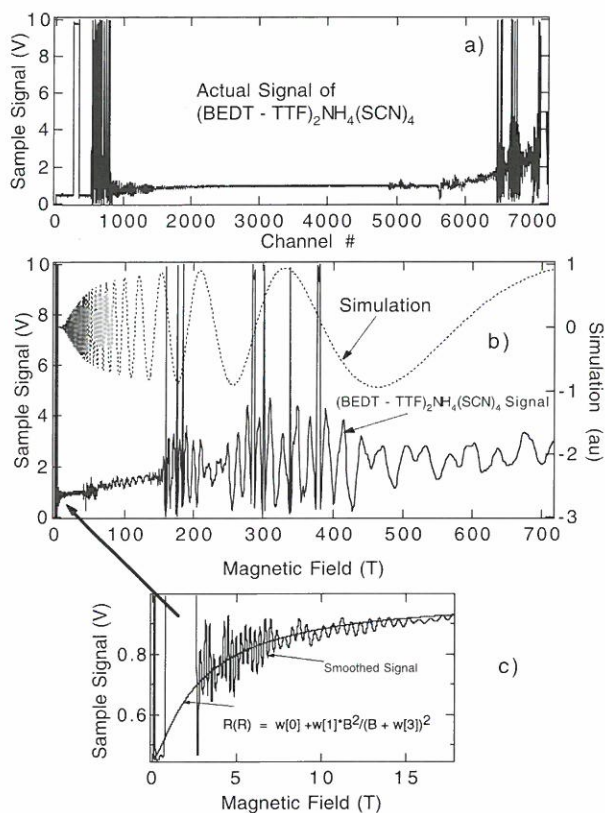 Sample Signal (V)
10
8
6
4
2
0
a)
Actual Signal of
(BEDT - TTF)₂NH₄(SCN)₄
0 1000 2000 3000 4000 5000 6000 7000
Channel #
Sample Signal (V)
10
8
6
4
2
0
b)
Simulation
(BEDT - TTF)₂NH₄(SCN)₄ Signal
1
0
-1
-2
-3
Simulation (au)
0 100 200 300 400 500 600 700
Magnetic Field (T)
Sample Signal (V)
0.8
0.6
c)
Smoothed Signal
R(R) = w[0] +w[1]*B²/(B + w[3])²
0 5 10 15
Magnetic Field (T)